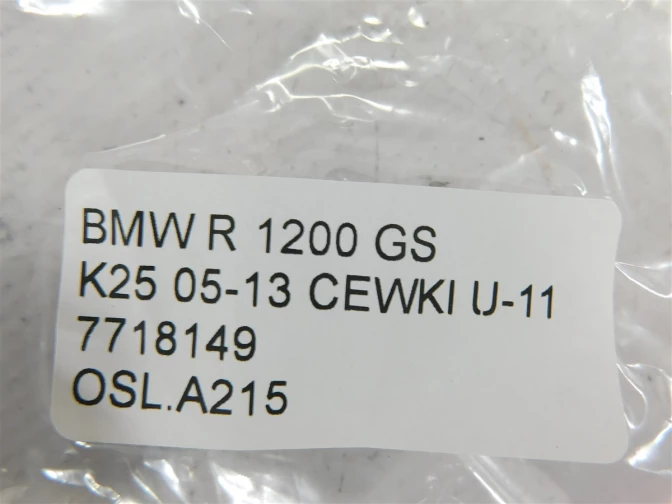 BMW R 1200 GS
K25 05-13 CEWKI U-11
7718149
OSL.A215